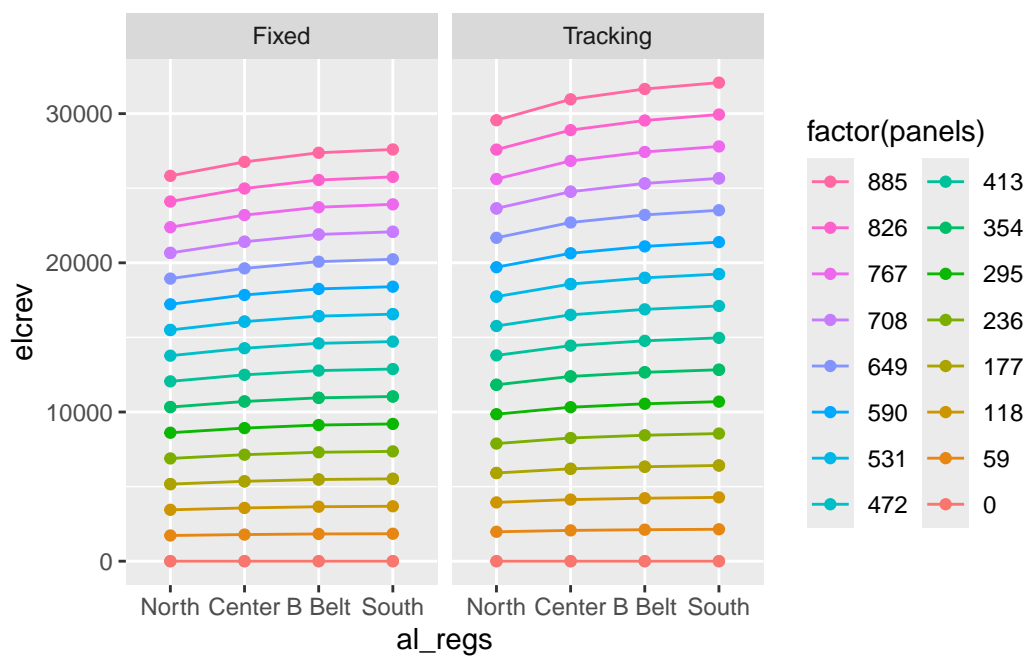 Fixed
Tracking
elcrev
30000
20000
10000
0
North Center B Belt South
North Center B Belt South
al_regs
factor(panels)
885
826
767
708
649
590
531
472
413
354
295
236
177
118
59
0